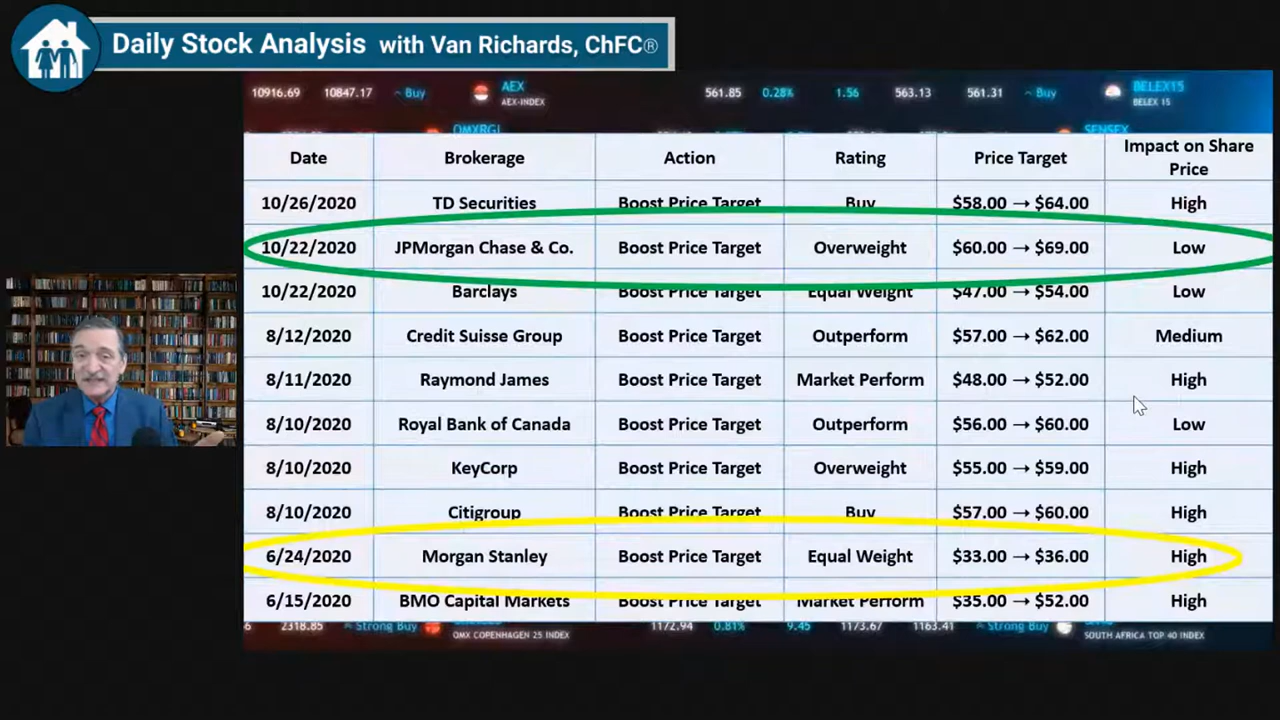 Daily Stock Analysis with Van Richards, ChFC®
10916.69 10847.17 Buy AEX 561.85 0.28% 1.56 563.13 561.31 Buy BELEX15
AEX-INDEX BELEX 15
OMXRGI SENSEX
Date Brokerage Action Rating Price Target Impact on Share Price
10/26/2020 TD Securities Boost Price Target Buy $58.00 → $64.00 High
10/22/2020 JPMorgan Chase & Co. Boost Price Target Overweight $60.00 → $69.00 Low
10/22/2020 Barclays Boost Price Target Equal Weight $47.00 → $54.00 Low
8/12/2020 Credit Suisse Group Boost Price Target Outperform $57.00 → $62.00 Medium
8/11/2020 Raymond James Boost Price Target Market Perform $48.00 → $52.00 High
8/10/2020 Royal Bank of Canada Boost Price Target Outperform $56.00 → $60.00 Low
8/10/2020 KeyCorp Boost Price Target Overweight $55.00 → $59.00 High
8/10/2020 Citigroup Boost Price Target Buy $57.00 → $60.00 High
6/24/2020 Morgan Stanley Boost Price Target Equal Weight $33.00 → $36.00 High
6/15/2020 BMO Capital Markets Boost Price Target Market Perform $35.00 → $52.00 High
6 2318.85 Strong Buy 1172.94 0.81% 9.45 1173.67 1163.41 Strong Buy
OMX COPENHAGEN 25 INDEX SOUTH AFRICA TOP 40 INDEX